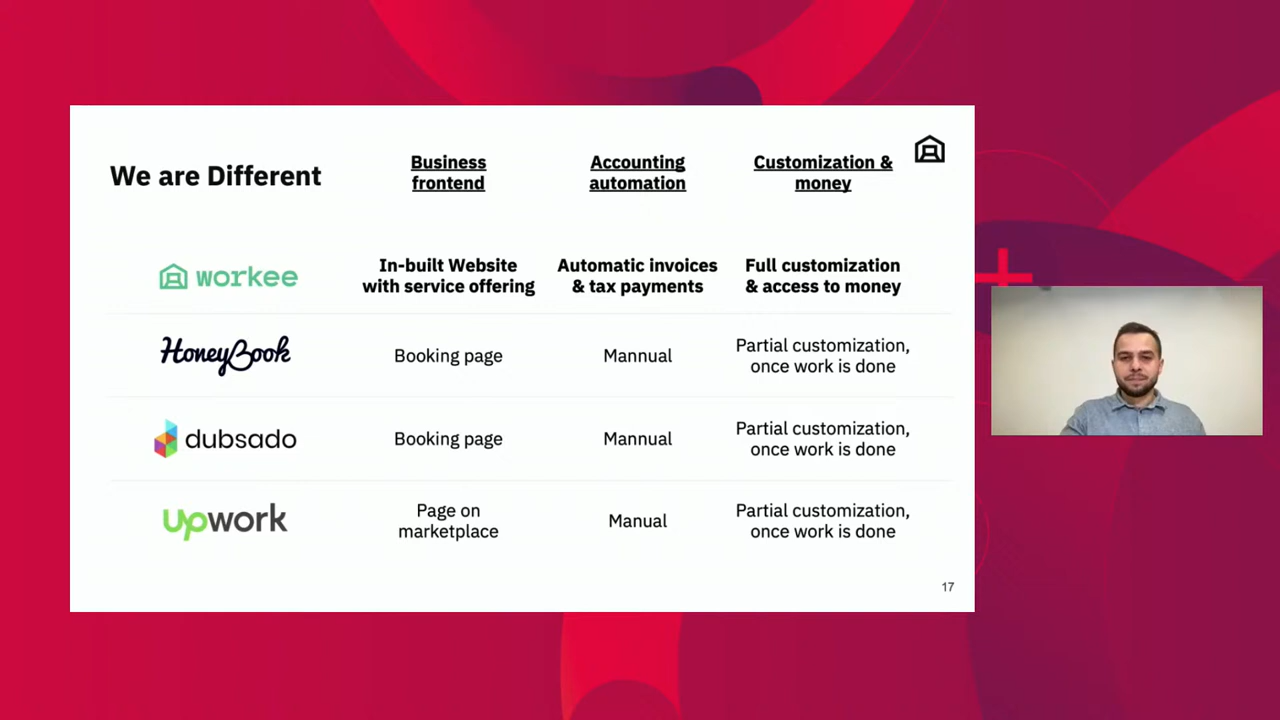 We are Different
Business
frontend
Accounting
automation
Customization &
money
workee
In-built Website
with service offering
Automatic invoices
& tax payments
Full customization
& access to money
HoneyBook
Booking page
Mannual
Partial customization,
once work is done
dubsado
Booking page
Mannual
Partial customization,
once work is done
upwork
Page on
marketplace
Manual
Partial customization,
once work is done
17